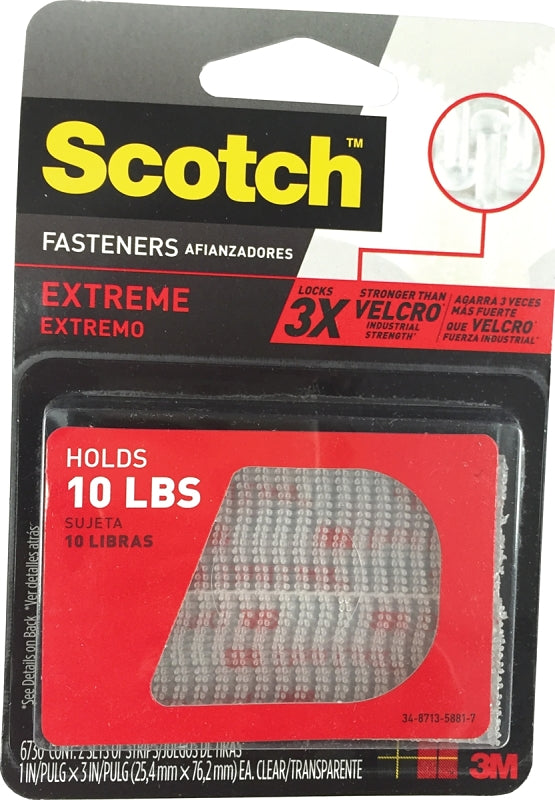 Scotch™
FASTENERS AFIANZADORES
EXTREME
EXTREMO
LOCKS
3X
STRONGER THAN
VELCRO®
INDUSTRIAL
STRENGTH*
AGARRA 3 VECES
MÁS FUERTE
QUE VELCRO®
FUERZA INDUSTRIAL*
HOLDS
10 LBS
SUJETA
10 LIBRAS
*See Details on Back *Ver detalles atrás
34-8713-5881-7
CONT. 2 SETS OF STRIPS/JUEGOS DE TIRAS
1 IN/PULG x 3 IN/PULG (25,4 mm x 76,2 mm) EA. CLEAR/TRANSPARENTE
3M